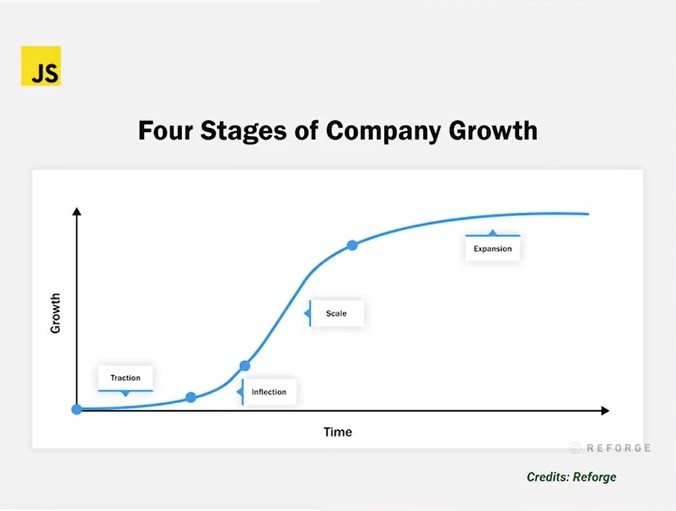 JS
Four Stages of Company Growth
Growth
Expansion
Scale
Traction
Inflection
Time
© REFORGE
Credits: Reforge